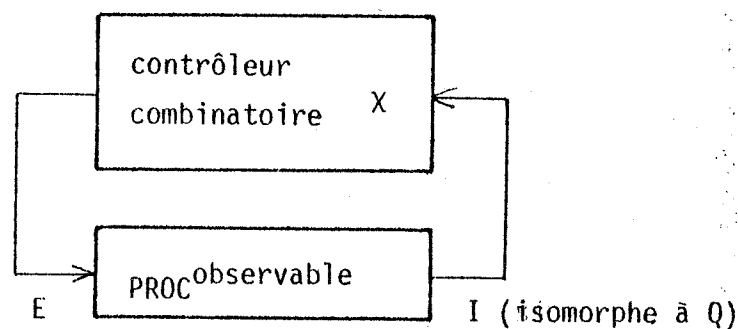 contrôleur
combinatoire X
PROC observable
E
I (isomorphe à Q)